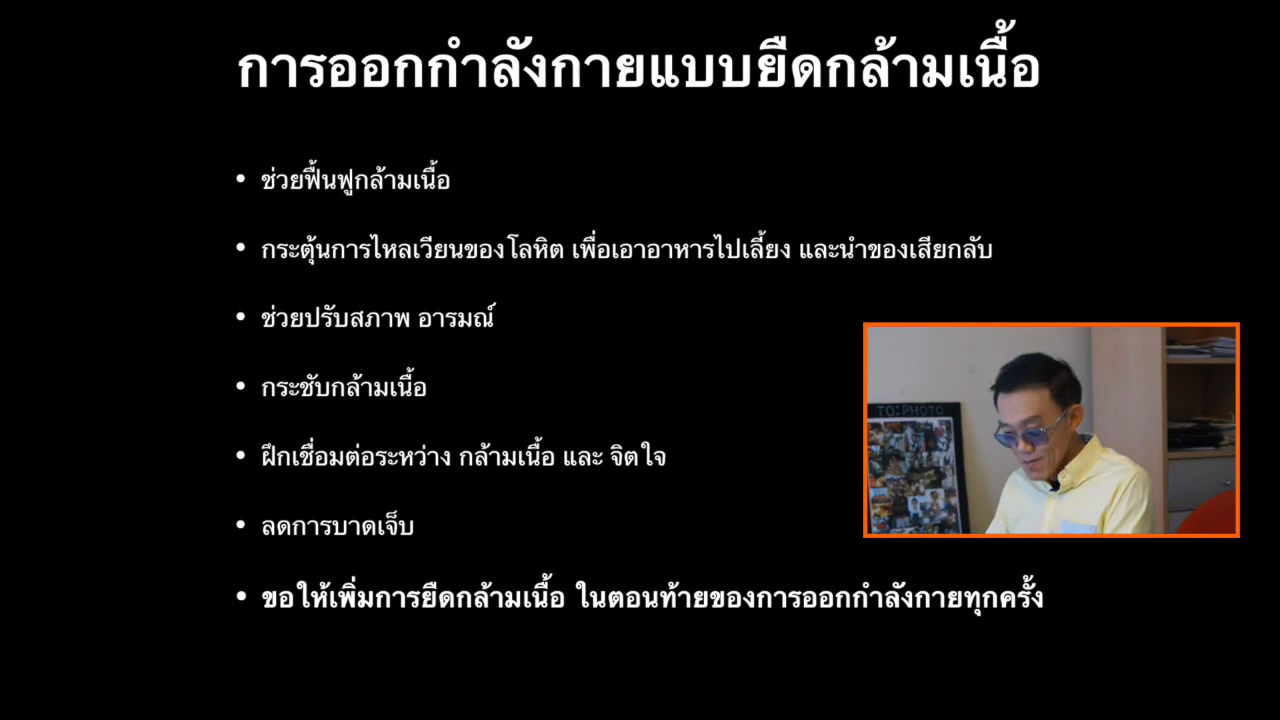 การออกกำลังกายแบบยืดกล้ามเนื้อ
• ช่วยฟื้นฟูกล้ามเนื้อ
• กระตุ้นการไหลเวียนของโลหิต เพื่อเอาอาหารไปเลี้ยง และนำของเสียกลับ
• ช่วยปรับสภาพ อารมณ์
• กระชับกล้ามเนื้อ
• ฝึกเชื่อมต่อระหว่าง กล้ามเนื้อ และ จิตใจ
• ลดการบาดเจ็บ
• ขอให้เพิ่มการยืดกล้ามเนื้อ ในตอนท้ายของการออกกำลังกายทุกครั้ง
TO:PHOTO